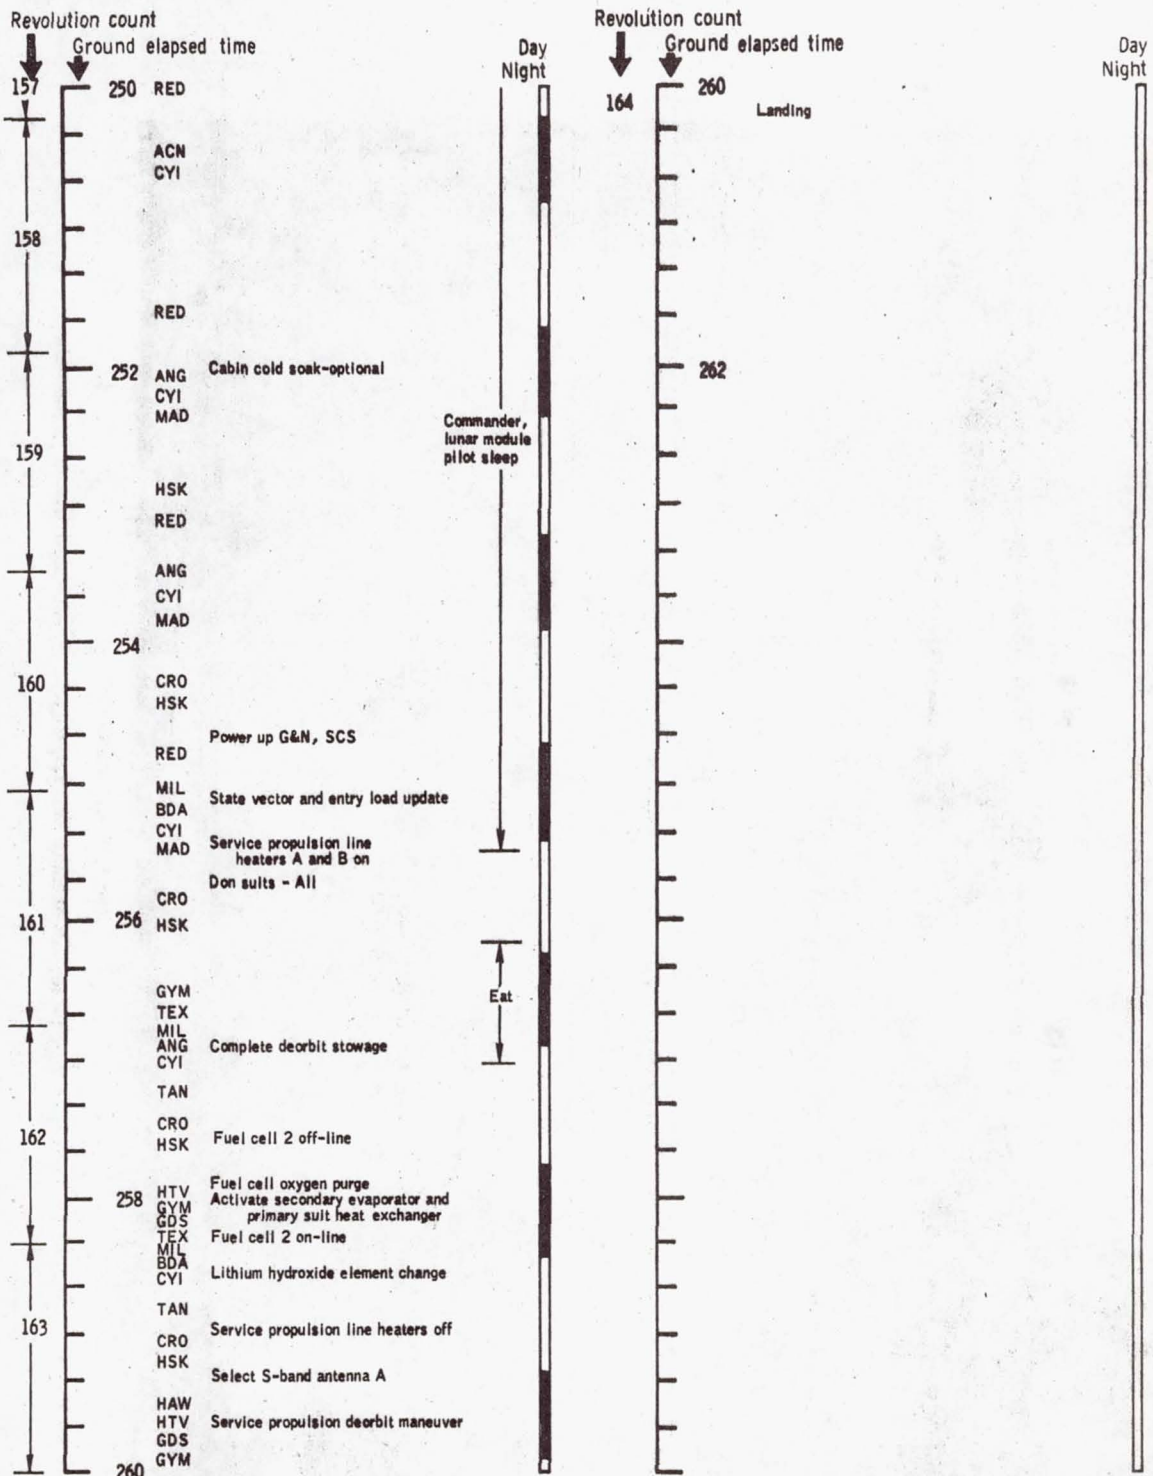 Revolution count
Ground elapsed time
Day
Night
157
250 RED
ACN
CYI
158
RED
252 ANG Cabin cold soak-optional
CYI
MAD
Commander,
lunar module
pilot sleep
159
HSK
RED
ANG
CYI
MAD
254
160
CRO
HSK
Power up G&N, SCS
RED
MIL
State vector and entry load update
BDA
CYI
MAD
Service propulsion line
heaters A and B on
Don suits - All
CRO
161
256 HSK
GYM
Eat
TEX
MIL
ANG Complete deorbit stowage
CYI
TAN
CRO
162
HSK Fuel cell 2 off-line
Fuel cell oxygen purge
258 HTV Activate secondary evaporator and
GYM primary suit heat exchanger
GDS
TEX Fuel cell 2 on-line
MIL
BDA
CYI Lithium hydroxide element change
TAN
163
Service propulsion line heaters off
CRO
HSK
Select S-band antenna A
HAW
HTV Service propulsion deorbit maneuver
GDS
GYM
260
Revolution count
Ground elapsed time
Day
Night
260
164
Landing
262